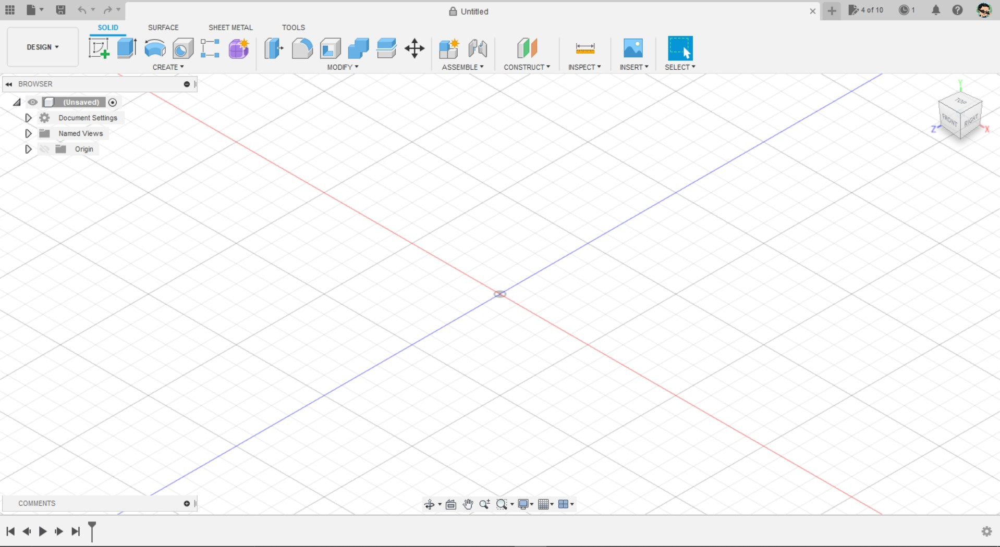 Untitled
4 of 10
1
DESIGN
SOLID
SURFACE
SHEET METAL
TOOLS
CREATE
MODIFY
ASSEMBLE
CONSTRUCT
INSPECT
INSERT
SELECT
BROWSER
(Unsaved)
Document Settings
Named Views
Origin
Y
TOP
FRONT
RIGHT
Z
X
COMMENTS